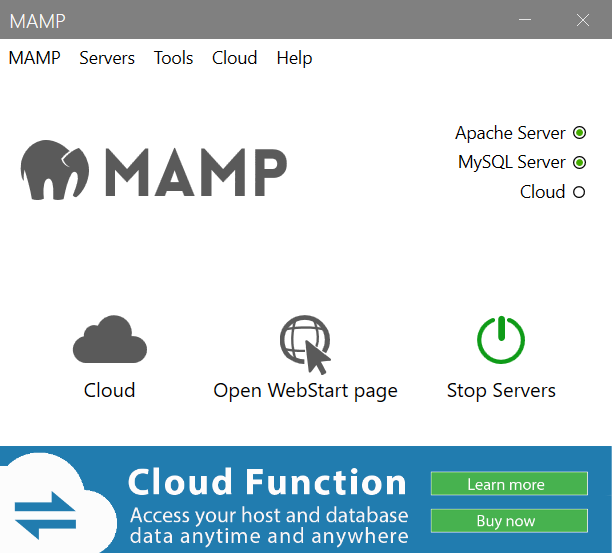 MAMP
MAMP Servers Tools Cloud Help
Apache Server
MySQL Server
Cloud
MAMP
Cloud Open WebStart page Stop Servers
Cloud Function
Access your host and database
data anytime and anywhere
Learn more
Buy now